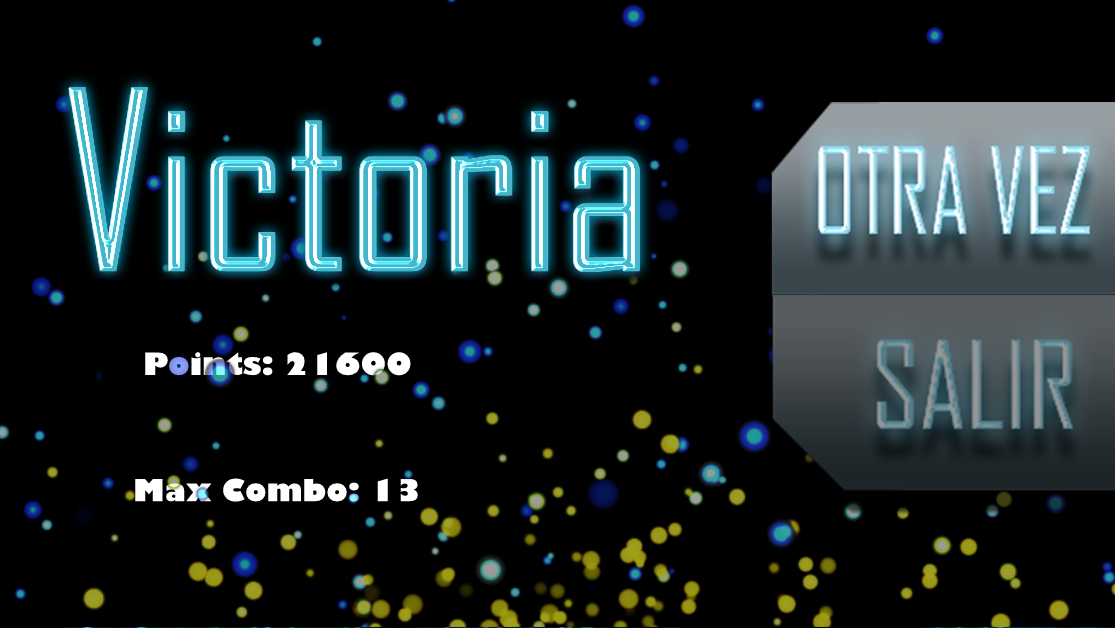 Victoria
OTRA VEZ
SALIR
Points: 21600
Max Combo: 13